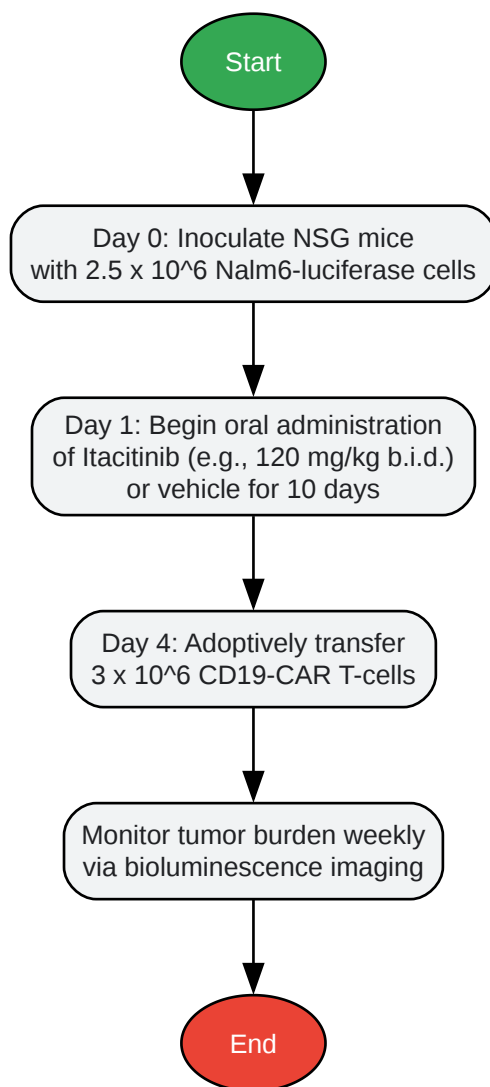 Start
Day 0: Inoculate NSG mice
with 2.5 x 10^6 Nalm6-luciferase cells
Day 1: Begin oral administration
of Itacitinib (e.g., 120 mg/kg b.i.d.)
or vehicle for 10 days
Day 4: Adoptively transfer
3 x 10^6 CD19-CAR T-cells
Monitor tumor burden weekly
via bioluminescence imaging
End